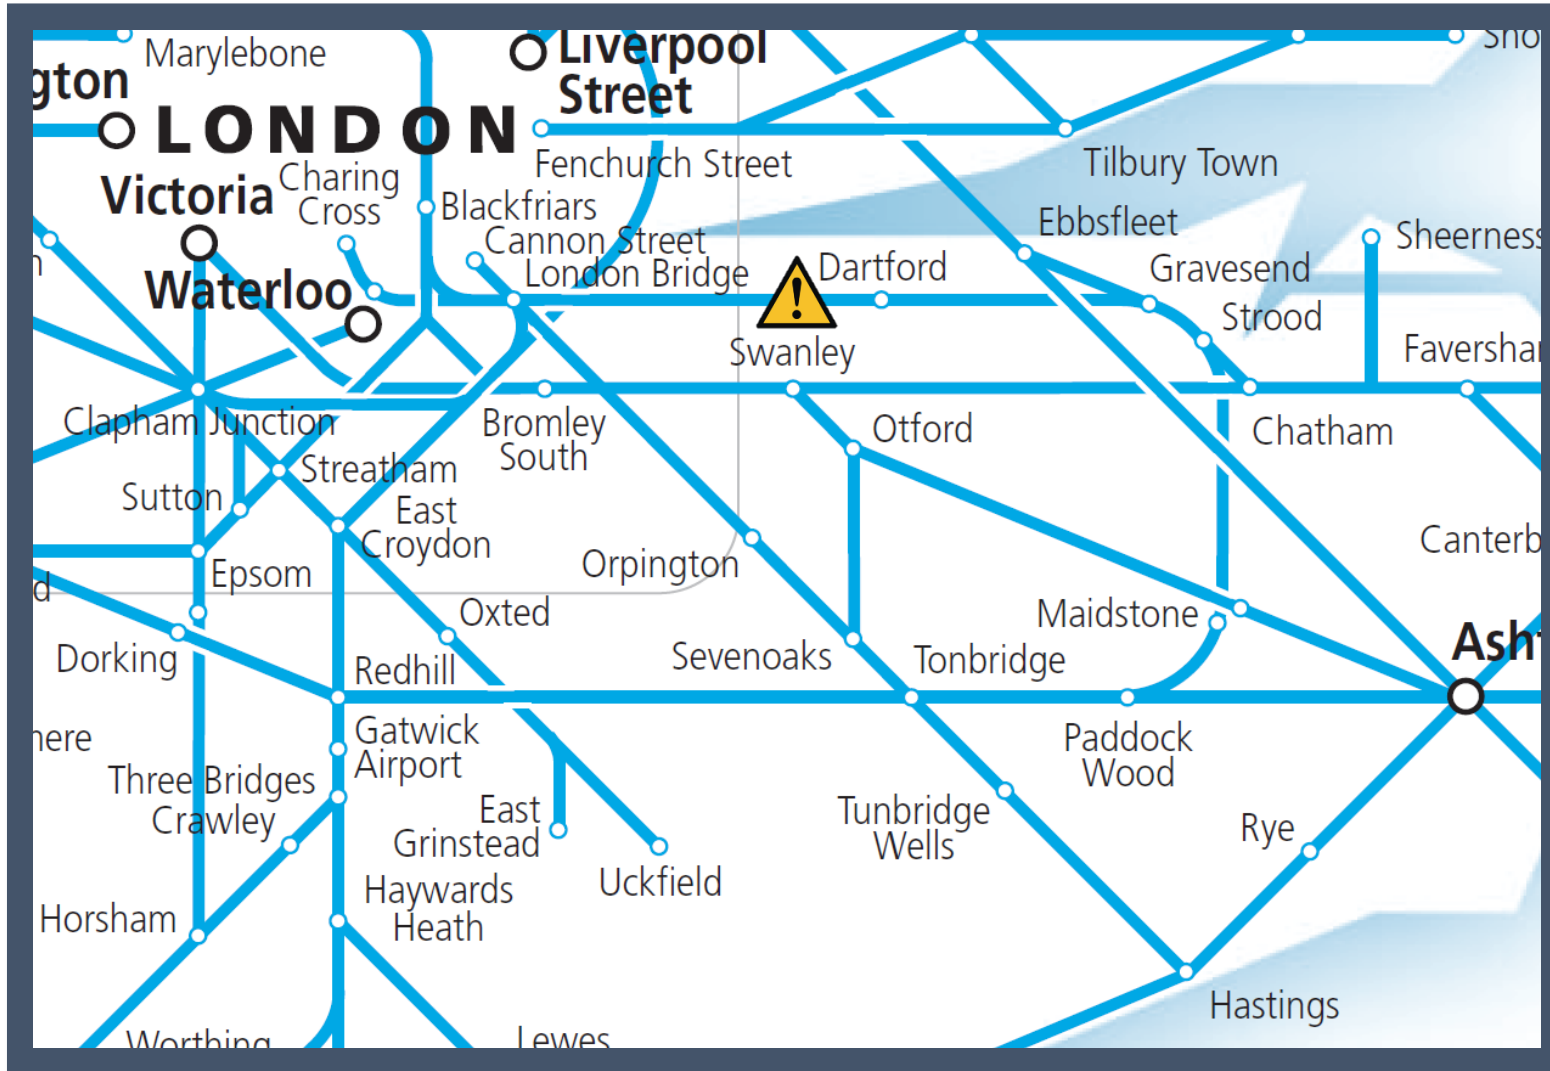 Marylebone
Liverpool
Street
gton
LONDON
Fenchurch Street
Tilbury Town
Victoria
Charing
Cross
Blackfriars
Cannon Street
London Bridge
Waterloo
Dartford
Ebbsfleet
Gravesend
Strood
Sheerness
Swanley
Faversha
Clapham Junction
Bromley
South
Otford
Chatham
Streatham
Sutton
East
Croydon
Orpington
Canterb
Epsom
d
Oxted
Maidstone
Dorking
Redhill
Sevenoaks
Tonbridge
Ash
here
Gatwick
Airport
Paddock
Wood
Three Bridges
Crawley
East
Grinstead
Uckfield
Tunbridge
Wells
Rye
Haywards
Heath
Horsham
Hastings
Worthing
Lewes